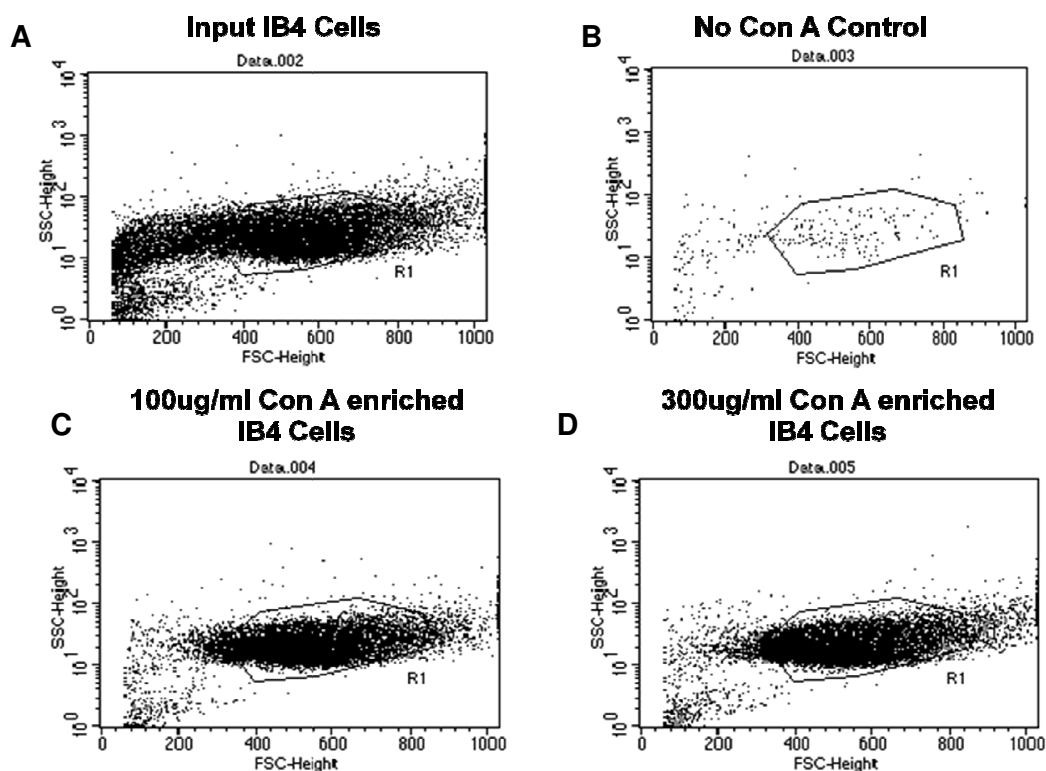 A
Input IB4 Cells
Data.002
10^4
10^3
10^2
10^1
10^0
SSC-Height
0 200 400 600 800 1000
FSC-Height
R1
B
No Con A Control
Data.003
10^4
10^3
10^2
10^1
10^0
SSC-Height
0 200 400 600 800 1000
FSC-Height
R1
C
100ug/ml Con A enriched
IB4 Cells
Data.004
10^4
10^3
10^2
10^1
10^0
SSC-Height
0 200 400 600 800 1000
FSC-Height
R1
D
300ug/ml Con A enriched
IB4 Cells
Data.005
10^4
10^3
10^2
10^1
10^0
SSC-Height
0 200 400 600 800 1000
FSC-Height
R1